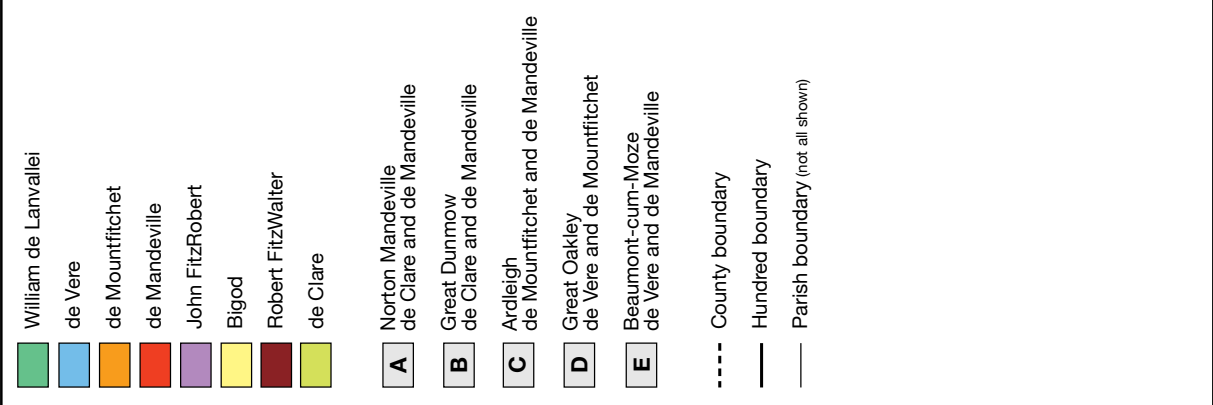 William de Lanvallei
de Vere
de Mountfitchet
de Mandeville
John FitzRobert
Bigod
Robert FitzWalter
de Clare
A
Norton Mandeville
de Clare and de Mandeville
B
Great Dunmow
de Clare and de Mandeville
C
Ardleigh
de Mountfitchet and de Mandeville
D
Great Oakley
de Vere and de Mountfitchet
E
Beaumont-cum-Moze
de Vere and de Mandeville
County boundary
Hundred boundary
Parish boundary (not all shown)